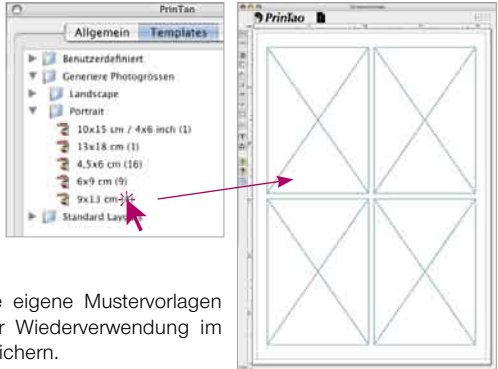 PrinTao
Allgemein Templates
Benutzerdefiniert
Generiere Photogrössen
Landscape
Portrait
10x15 cm / 4x6 inch (1)
13x18 cm (1)
4,5x6 cm (16)
6x9 cm (9)
9x13 cm
Standard
PrinTao
e eigene Mustervorlagen
r Wiederverwendung im
ichern.